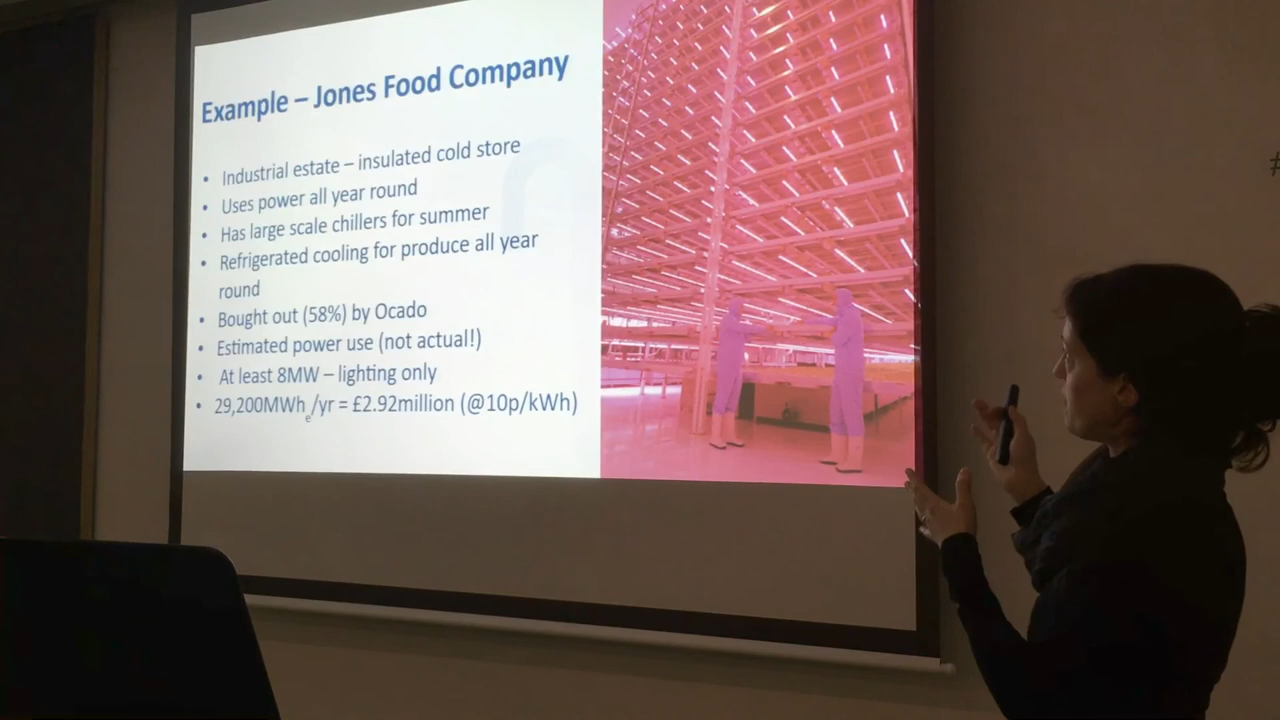 Example – Jones Food Company
• Industrial estate – insulated cold store
• Uses power all year round
• Has large scale chillers for summer
• Refrigerated cooling for produce all year
round
• Bought out (58%) by Ocado
• Estimated power use (not actual!)
• At least 8MW – lighting only
• 29,200MWhe/yr = £2.92million (@10p/kWh)
#